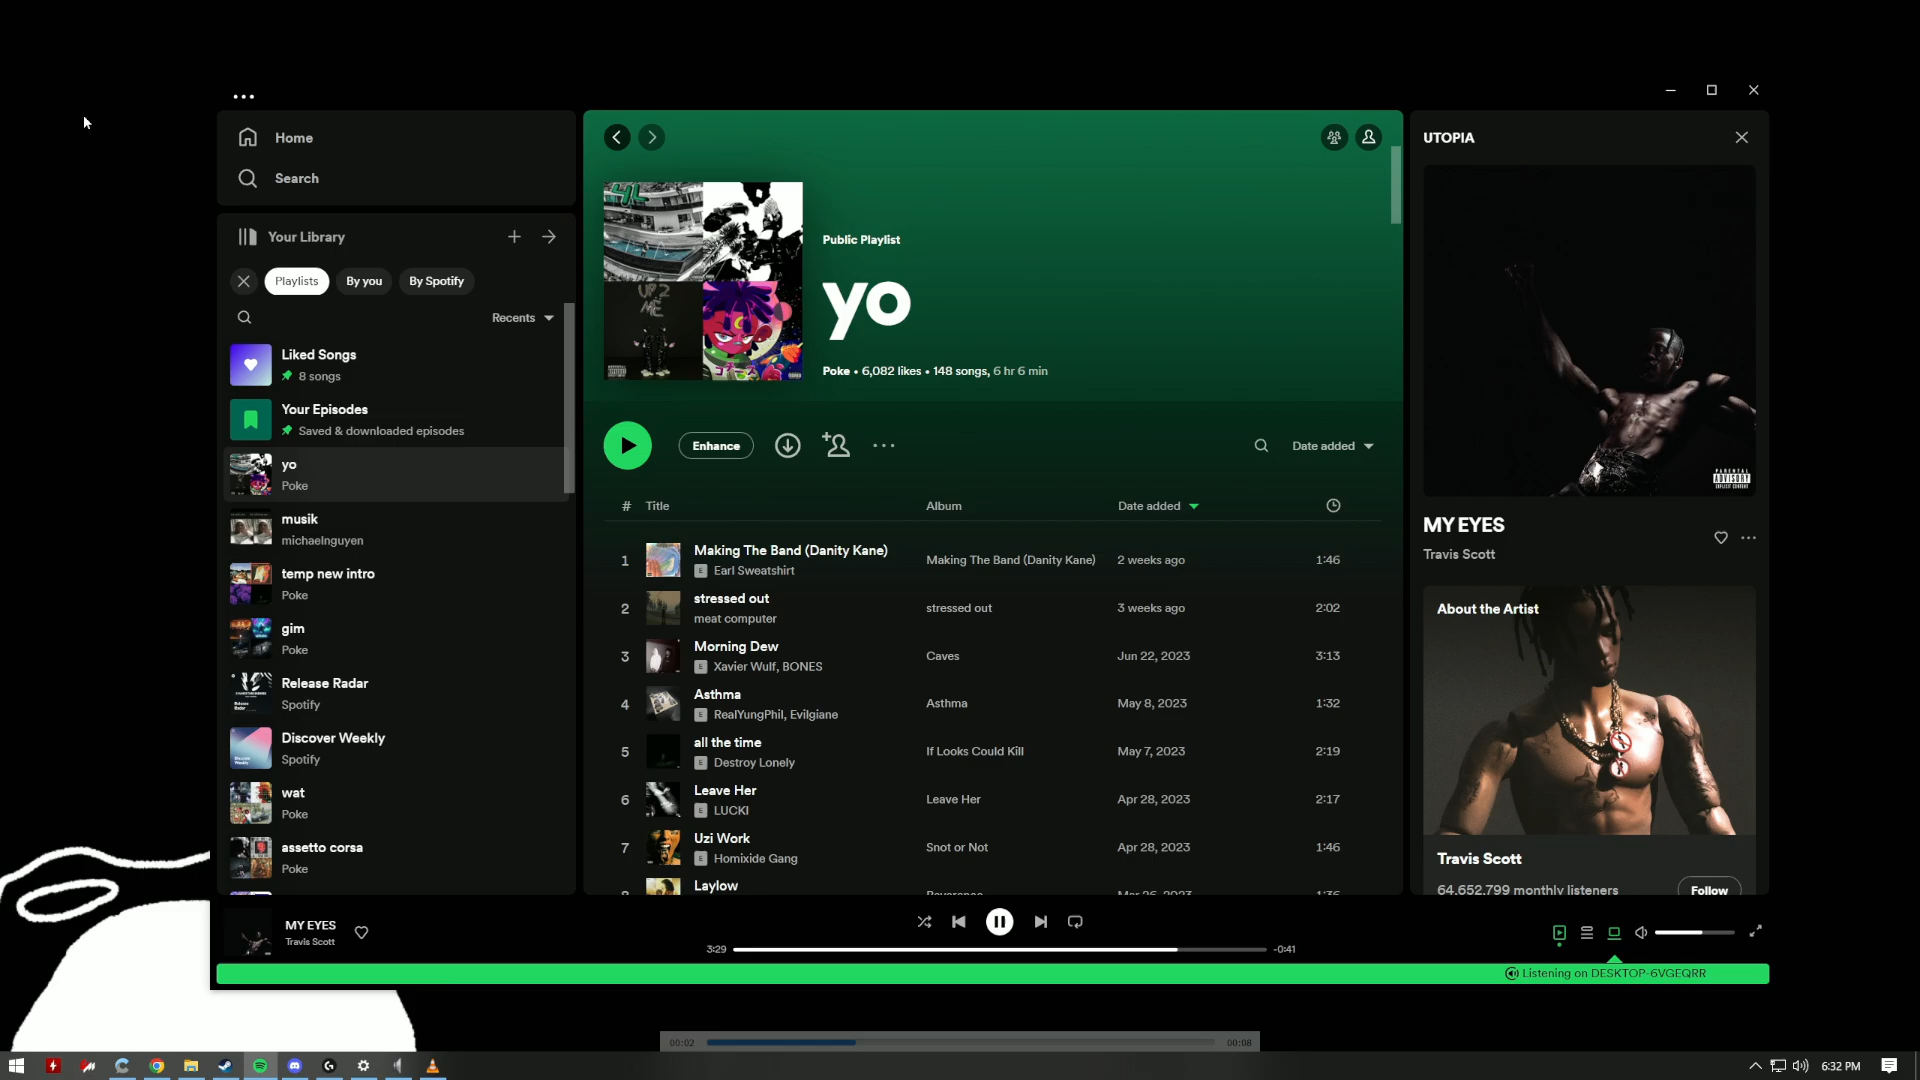 Home
Search
Your Library
Playlists
By you
By Spotify
Recents
Liked Songs
8 songs
Your Episodes
Saved & downloaded episodes
yo
Poke
musik
michaelnguyen
temp new intro
Poke
gim
Poke
Release Radar
Spotify
Discover Weekly
Spotify
wat
Poke
assetto corsa
Poke
UP 2
ME
Public Playlist
yo
Poke • 6,082 likes • 148 songs, 6 hr 6 min
Enhance
Date added
# Title Album Date added
1 Making The Band (Danity Kane) Making The Band (Danity Kane) 2 weeks ago 1:46
E Earl Sweatshirt
2 stressed out stressed out 3 weeks ago 2:02
meat computer
3 Morning Dew Caves Jun 22, 2023 3:13
E Xavier Wulf, BONES
4 Asthma Asthma May 8, 2023 1:32
E RealYungPhil, Evilgiane
5 all the time If Looks Could Kill May 7, 2023 2:19
E Destroy Lonely
6 Leave Her Leave Her Apr 28, 2023 2:17
E LUCKI
7 Uzi Work Snot or Not Apr 28, 2023 1:46
E Homixide Gang
Laylow
UTOPIA
PARENTAL
ADVISORY
EXPLICIT CONTENT
MY EYES
Travis Scott
About the Artist
Travis Scott
64,652,799 monthly listeners
Follow
MY EYES
Travis Scott
3:29
-0:41
Listening on DESKTOP-6VGEQRR
00:02
00:08
6:32 PM